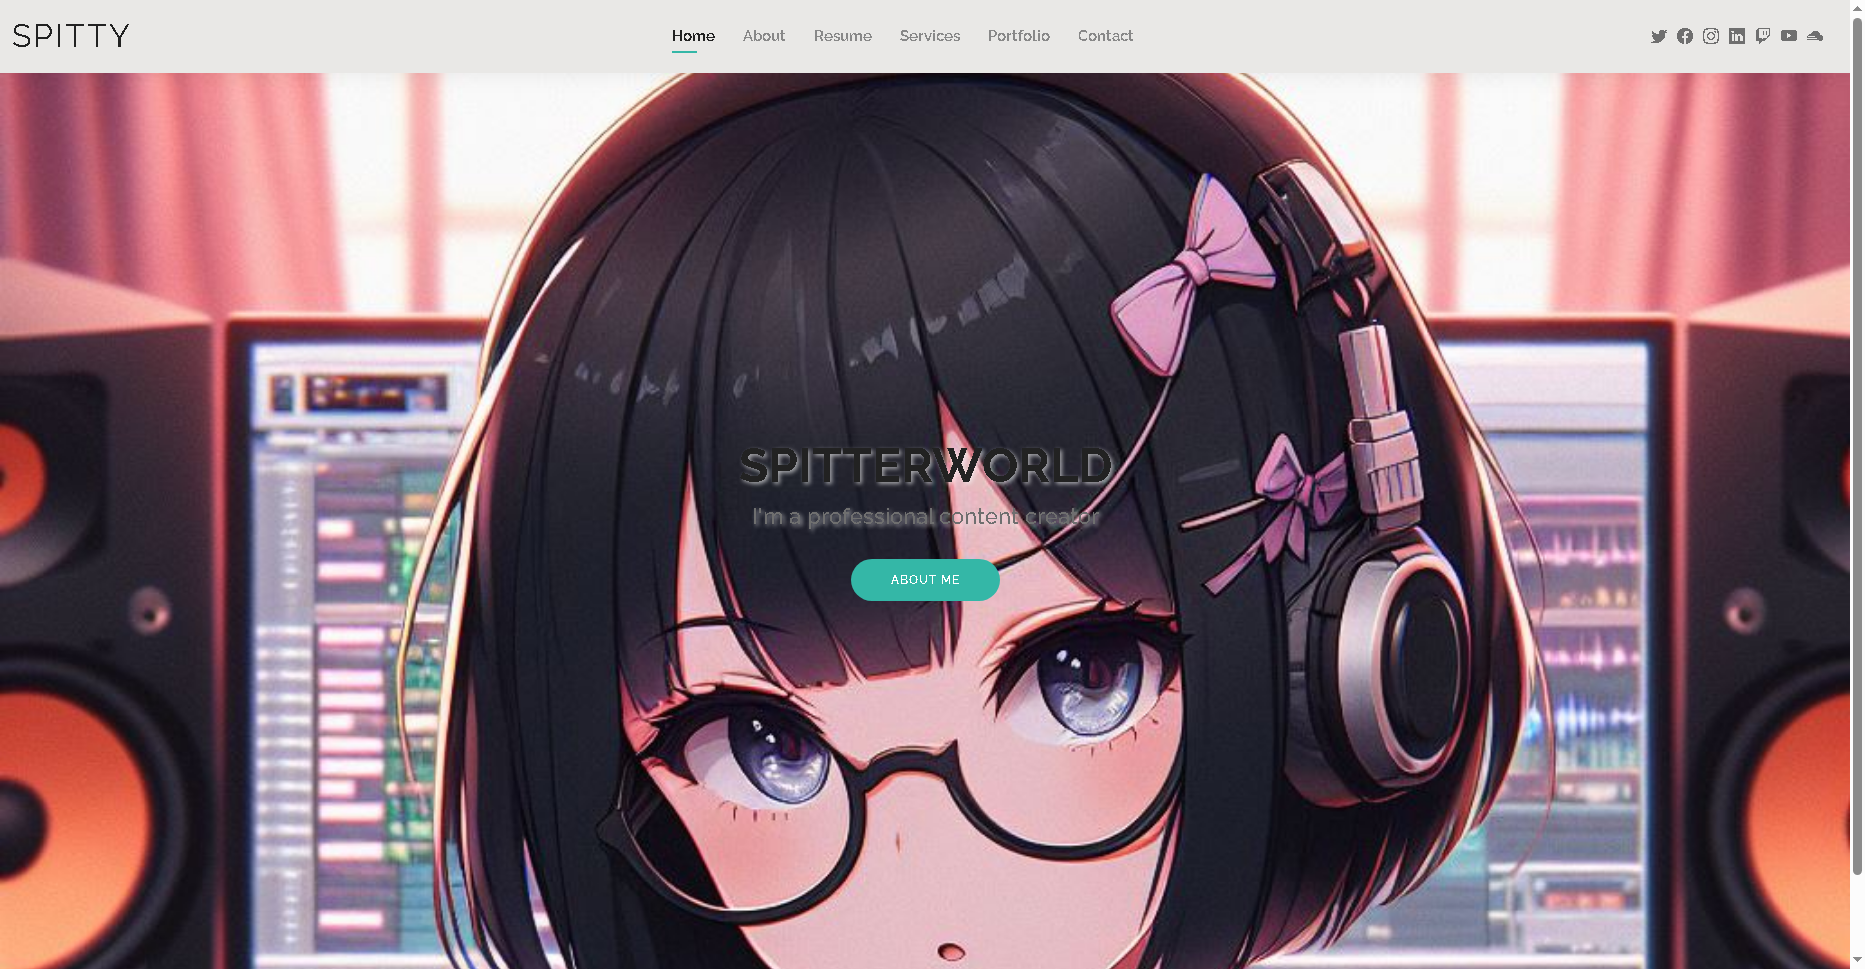 SPITTY
Home About Resume Services Portfolio Contact
SPITTERWORLD
I'm a professional content creator
ABOUT ME